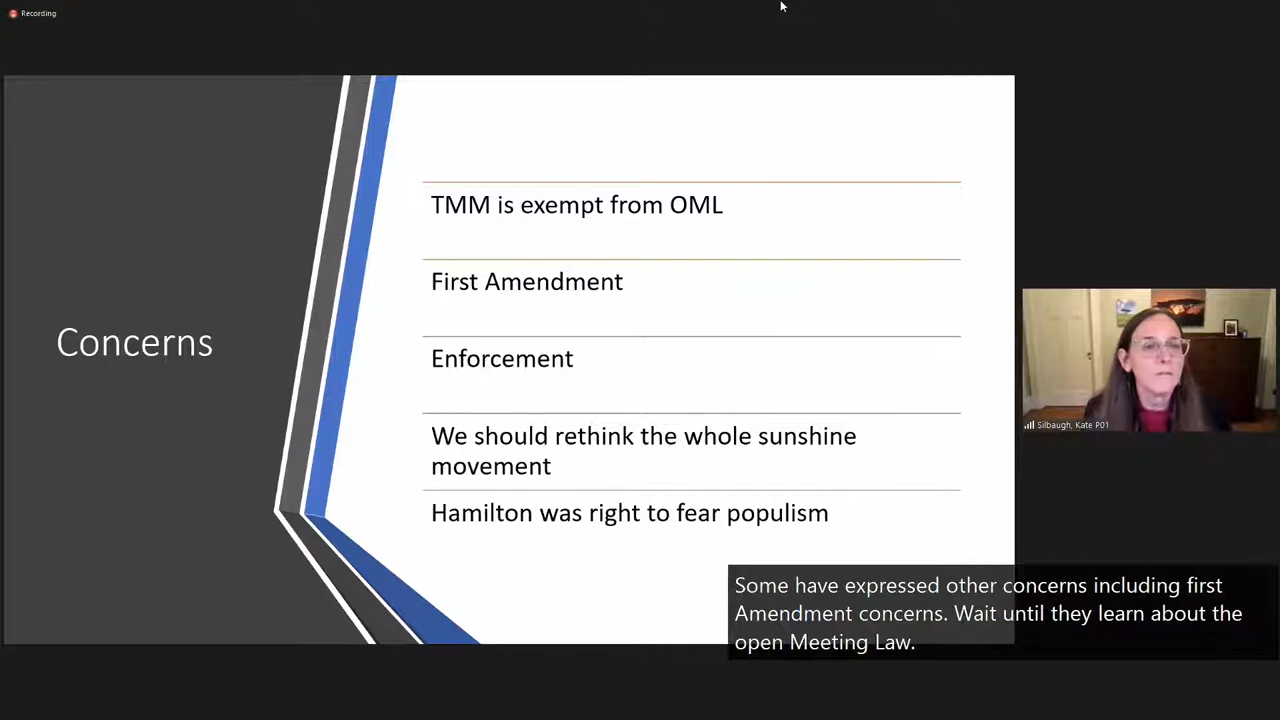 Recording
TMM is exempt from OML
First Amendment
Concerns
Enforcement
We should rethink the whole sunshine
movement
Hamilton was right to fear populism
Silbaugh, Kate P01
Some have expressed other concerns including first
Amendment concerns. Wait until they learn about the
open Meeting Law.